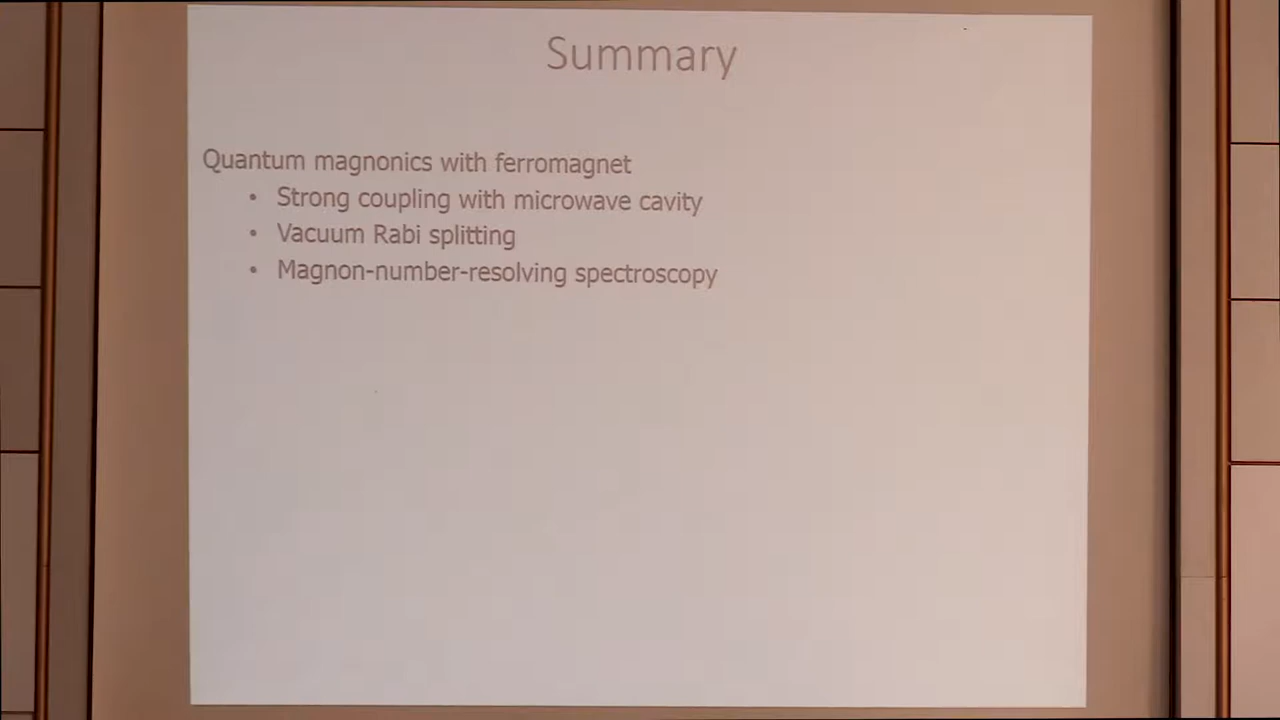 Summary
Quantum magnonics with ferromagnet
• Strong coupling with microwave cavity
• Vacuum Rabi splitting
• Magnon-number-resolving spectroscopy